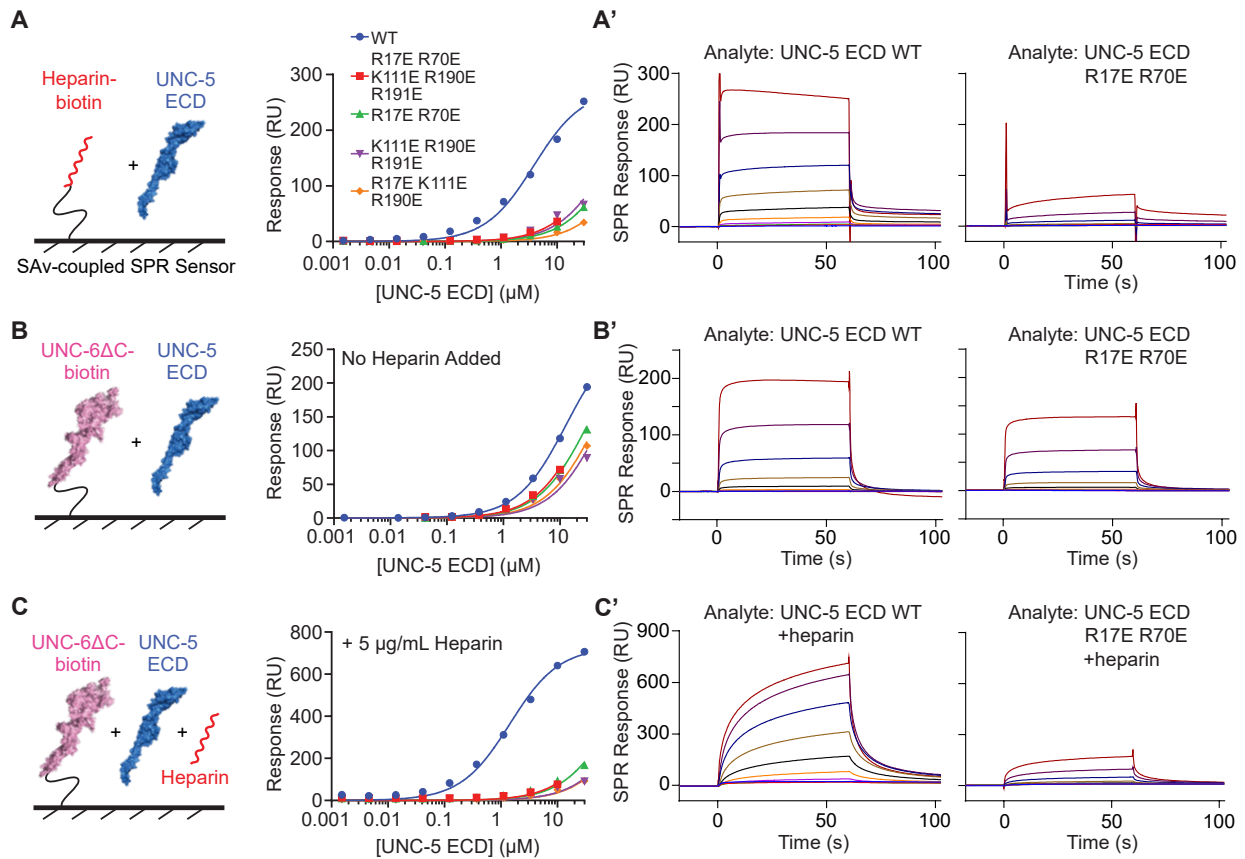 A
Heparin-
biotin
UNC-5
ECD
+
SAv-coupled SPR Sensor
Response (RU)
300
200
100
0
0.001
0.01
0.1
1
10
[UNC-5 ECD] (µM)
WT
R17E R70E
K111E R190E
R191E
R17E R70E
K111E R190E
R191E
R17E K111E
R190E
A’
Analyte: UNC-5 ECD WT
Analyte: UNC-5 ECD
R17E R70E
SPR Response (RU)
300
200
100
0
0
50
100
0
50
100
Time (s)
Time (s)
B
UNC-6ΔC-
biotin
UNC-5
ECD
+
No Heparin Added
Response (RU)
250
200
150
100
50
0
0.001
0.01
0.1
1
10
[UNC-5 ECD] (µM)
B’
Analyte: UNC-5 ECD WT
Analyte: UNC-5 ECD
R17E R70E
SPR Response (RU)
200
100
0
0
50
100
0
50
100
Time (s)
Time (s)
C
UNC-6ΔC-
biotin
UNC-5
ECD
+
+
Heparin
+ 5 µg/mL Heparin
Response (RU)
800
600
400
200
0
0.001
0.01
0.1
1
10
[UNC-5 ECD] (µM)
C’
Analyte: UNC-5 ECD WT
+heparin
Analyte: UNC-5 ECD
R17E R70E
+heparin
SPR Response (RU)
900
600
300
0
0
50
100
0
50
100
Time (s)
Time (s)